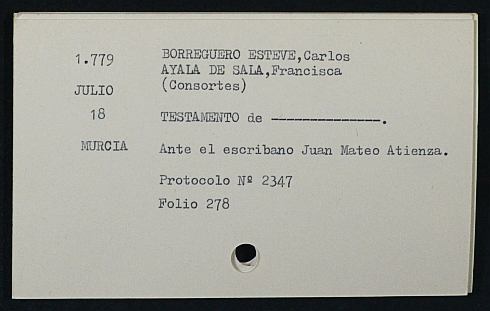 1.779 BORREGUERO ESTEVE,Carlos
AYALA DE SALA,Francisca
JULIO (Consortes)
18 TESTAMENTO de --------------.
MURCIA Ante el escribano Juan Mateo Atienza.
Protocolo Nº 2347
Folio 278